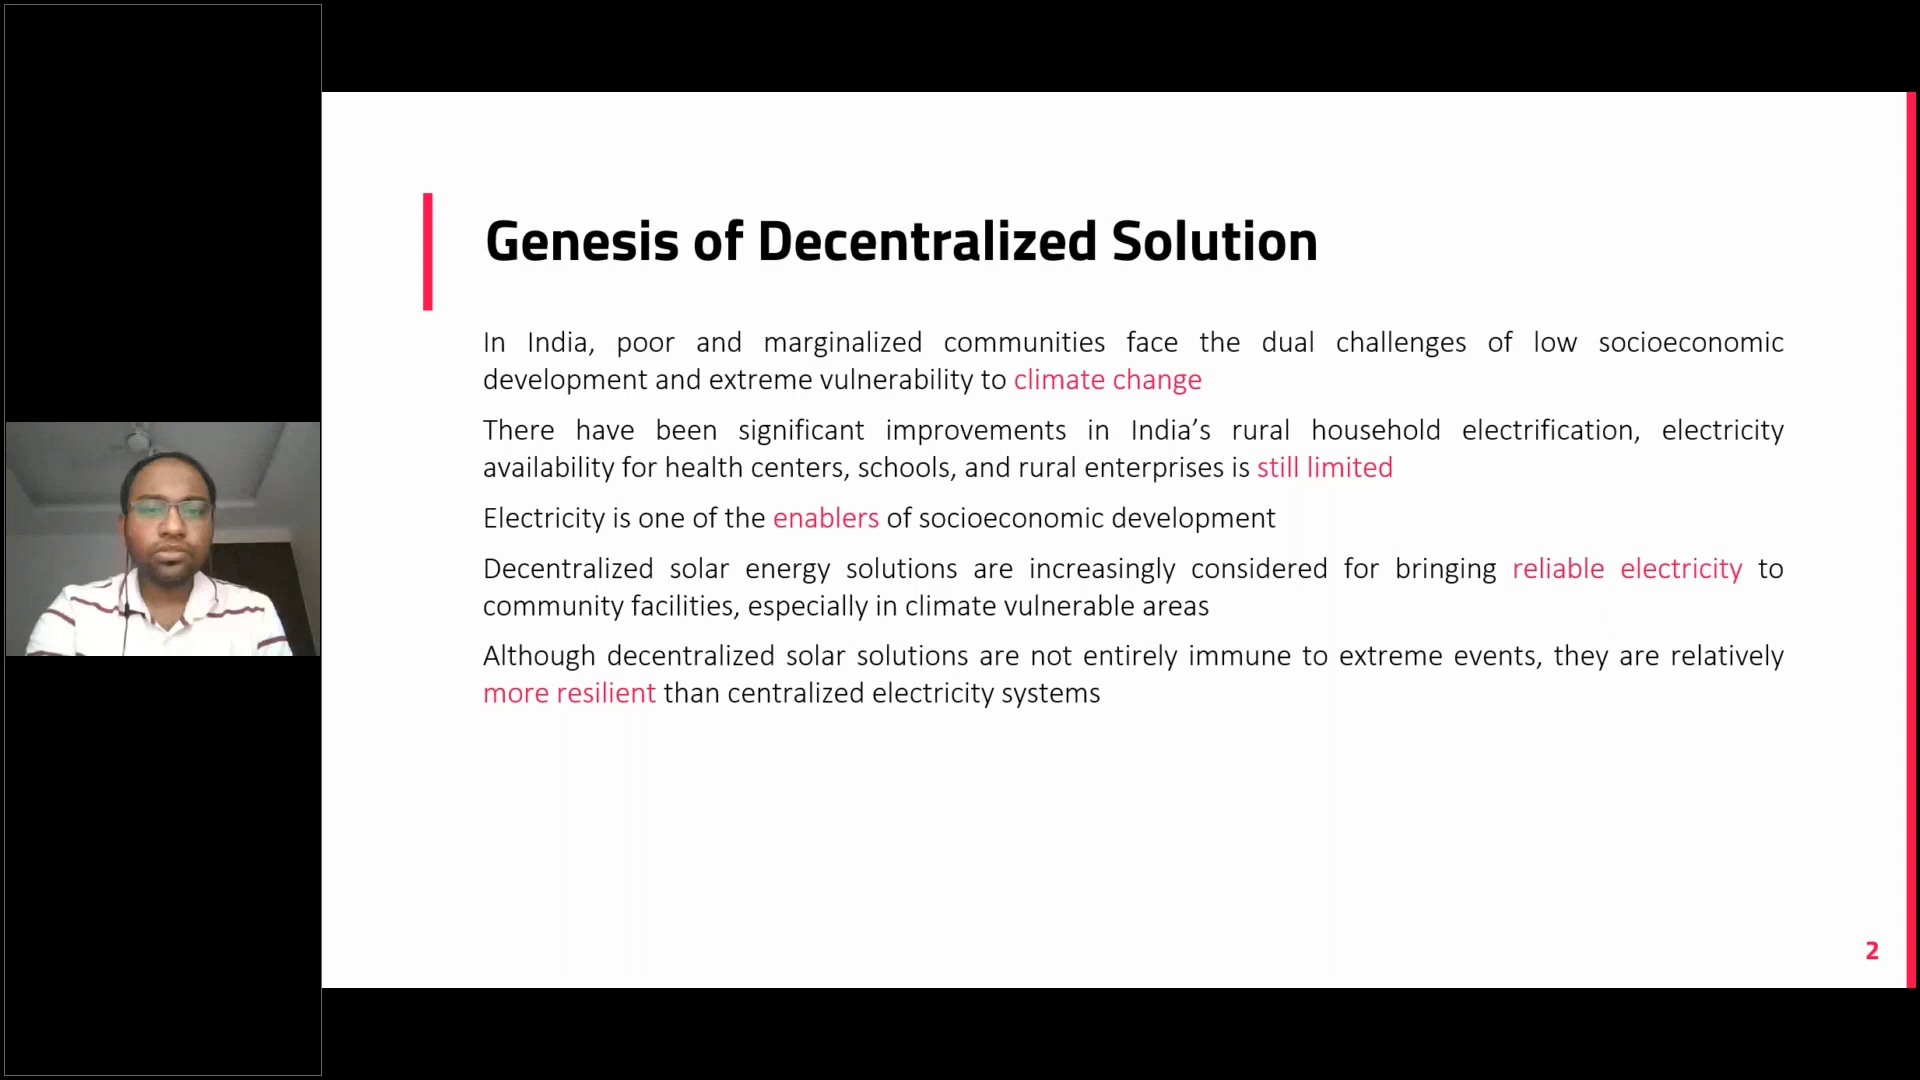 Genesis of Decentralized Solution
In India, poor and marginalized communities face the dual challenges of low socioeconomic
development and extreme vulnerability to climate change
There have been significant improvements in India’s rural household electrification, electricity
availability for health centers, schools, and rural enterprises is still limited
Electricity is one of the enablers of socioeconomic development
Decentralized solar energy solutions are increasingly considered for bringing reliable electricity to
community facilities, especially in climate vulnerable areas
Although decentralized solar solutions are not entirely immune to extreme events, they are relatively
more resilient than centralized electricity systems
2